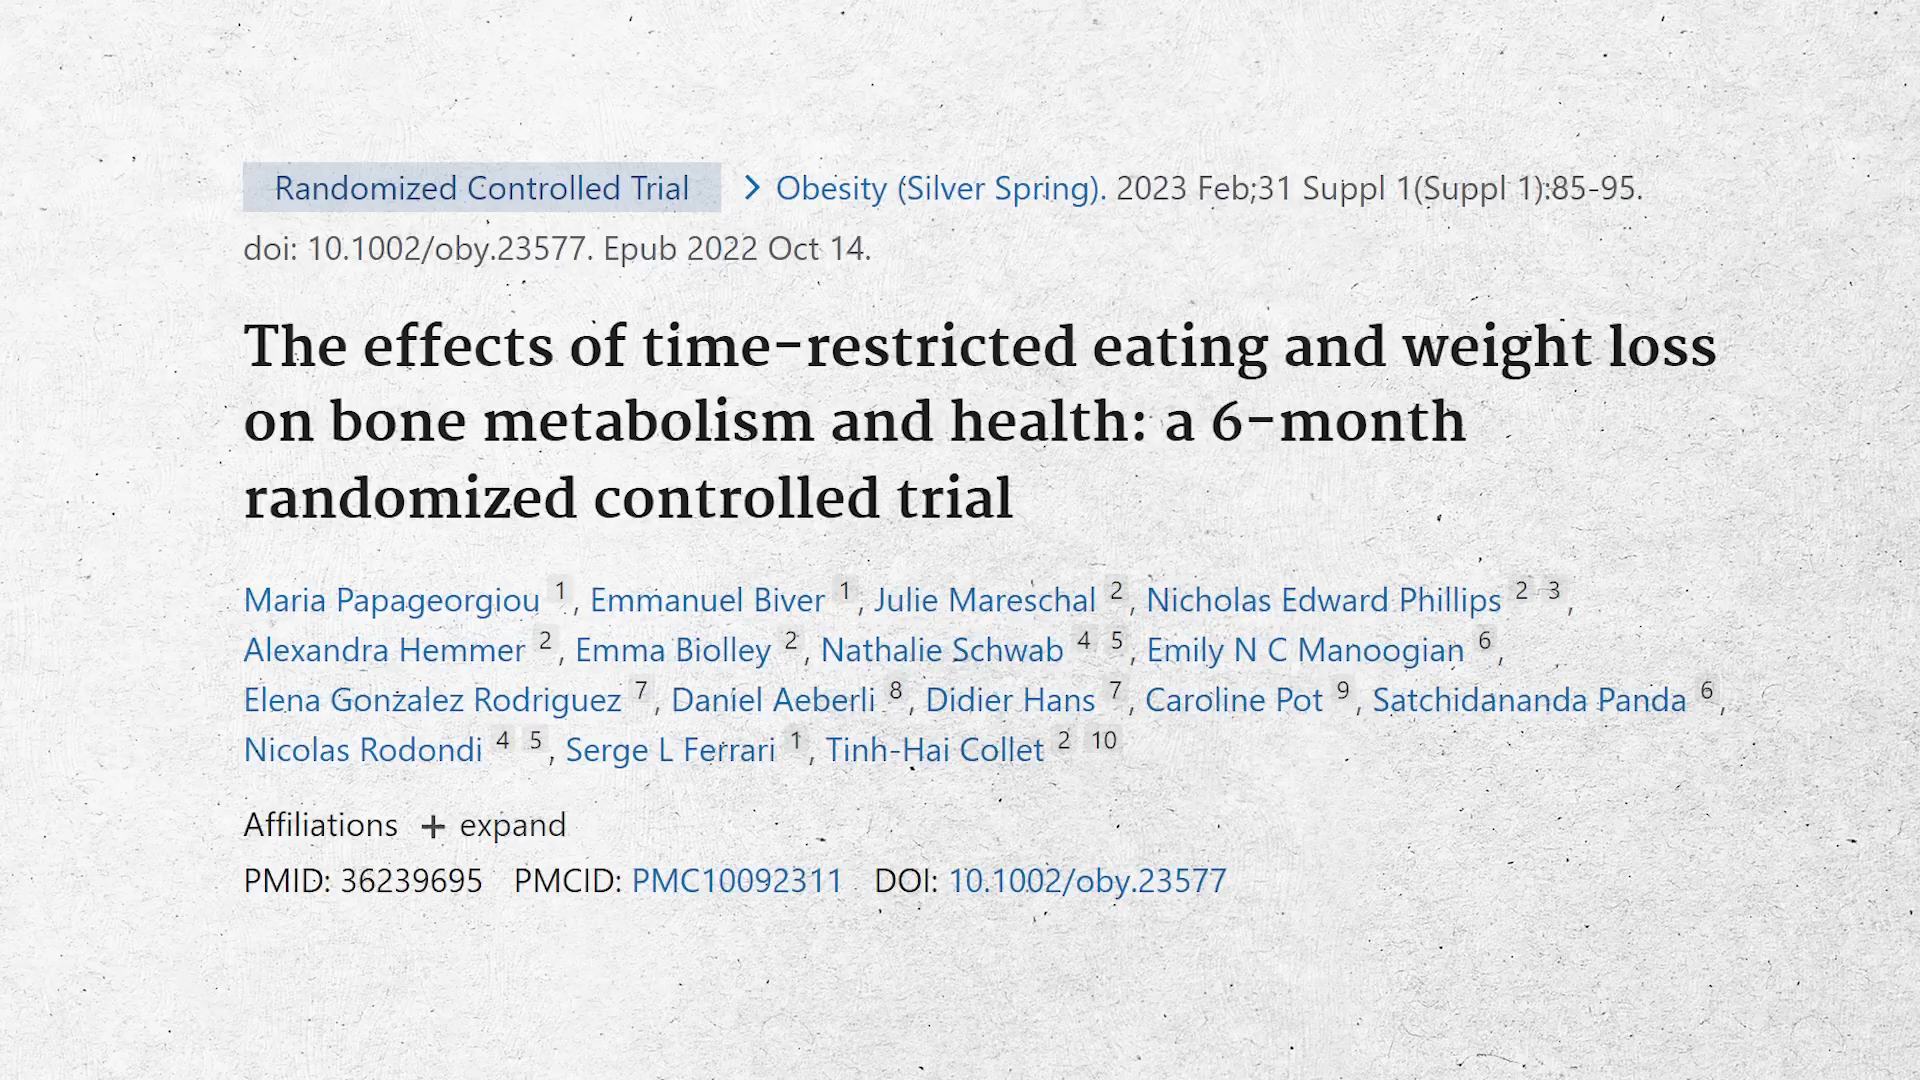 Randomized Controlled Trial > Obesity (Silver Spring). 2023 Feb;31 Suppl 1(Suppl 1):85-95.
doi: 10.1002/oby.23577. Epub 2022 Oct 14.
The effects of time-restricted eating and weight loss
on bone metabolism and health: a 6-month
randomized controlled trial
Maria Papageorgiou 1, Emmanuel Biver 1, Julie Mareschal 2, Nicholas Edward Phillips 2 3,
Alexandra Hemmer 2, Emma Biolley 2, Nathalie Schwab 4 5, Emily N C Manoogian 6,
Elena Gonzalez Rodriguez 7, Daniel Aeberli 8, Didier Hans 7, Caroline Pot 9, Satchidananda Panda 6,
Nicolas Rodondi 4 5, Serge L Ferrari 1, Tinh-Hai Collet 2 10
Affiliations + expand
PMID: 36239695 PMCID: PMC10092311 DOI: 10.1002/oby.23577